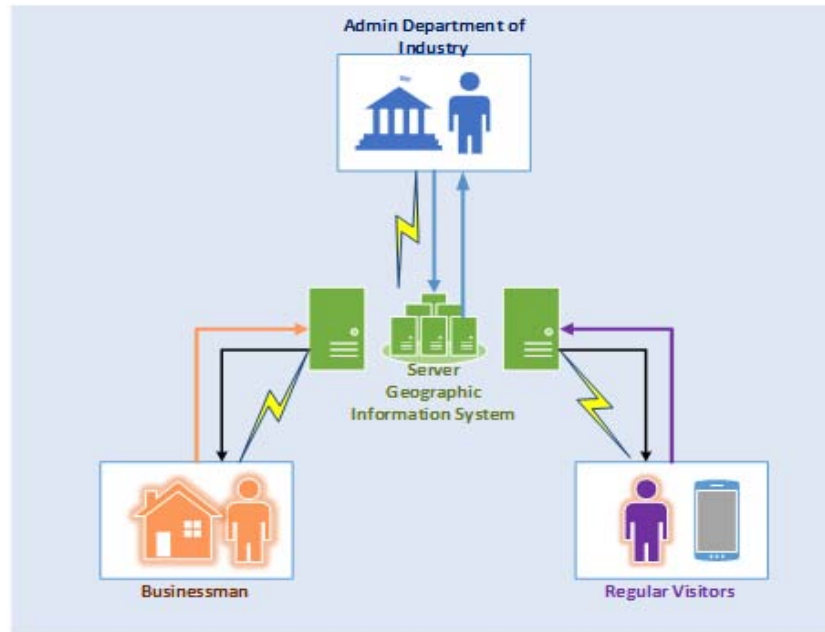 Admin Department of
Industry
Server
Geographic
Information System
Businessman
Regular Visitors